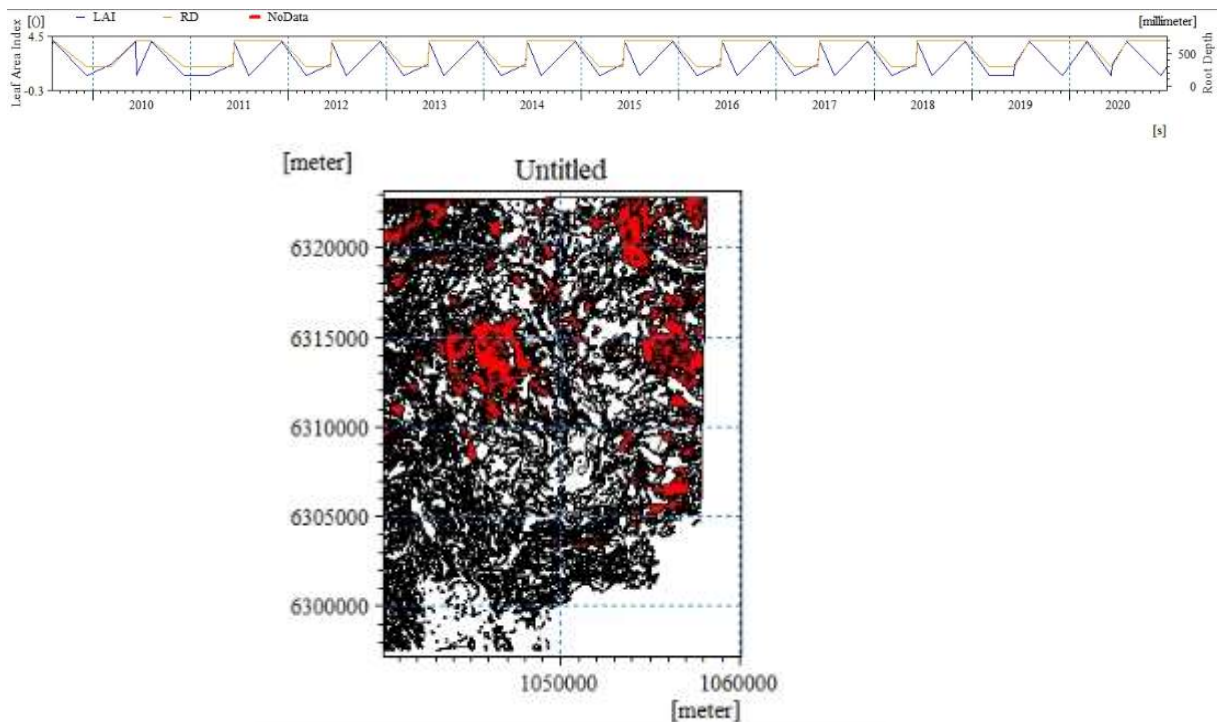 LAI RD NoData
Leaf Area Index [()] [millimeter] Root Depth
4.5
-0.3
500
0
2010 2011 2012 2013 2014 2015 2016 2017 2018 2019 2020
[s]
[meter]
Untitled
6320000
6315000
6310000
6305000
6300000
1050000 1060000
[meter]